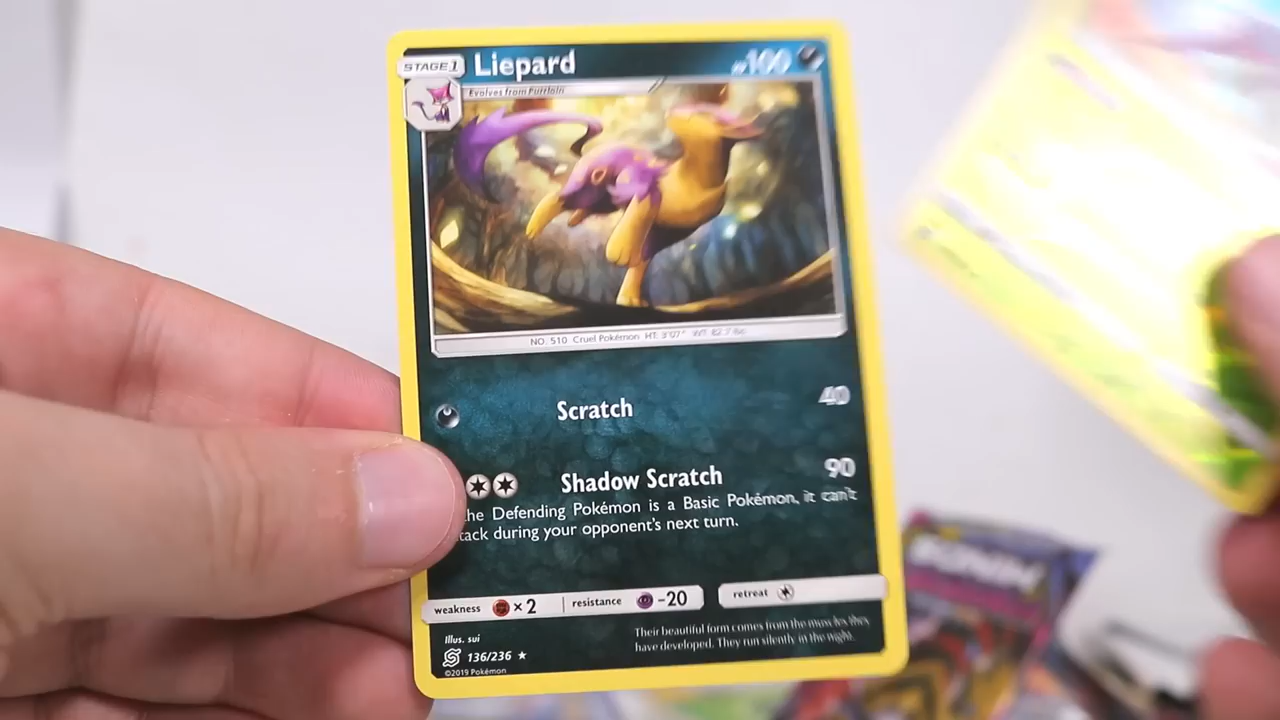 STAGE 1 Liepard HP 100
Evolves from Purrloin
NO. 510 Cruel Pokémon HT: 3'07" WT: 82.7 lbs
Scratch 40
Shadow Scratch 90
the Defending Pokémon is a Basic Pokémon, it can't
tack during your opponent's next turn.
weakness ×2 resistance -20 retreat
Their beautiful form comes from the muscles they
have developed. They run silently in the night.
Illus. sui
136/236 ★
©2019 Pokémon